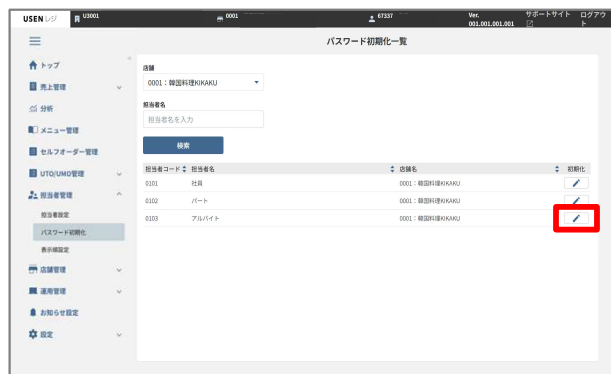 USEN レジ U3001 0001 67337 Ver. 001.001.001.001 サポートサイト ログアウト
パスワード初期化一覧
トップ
売上管理
分析
メニュー管理
セルフオーダー管理
UTO/UMO管理
担当者管理
担当者設定
パスワード初期化
表示順設定
店舗管理
運用管理
お知らせ設定
設定
店舗
0001：韓国料理KIKAKU
担当者名
担当者名を入力
検索
担当者コード 担当者名 店舗名 初期化
0101 社員 0001：韓国料理KIKAKU
0102 パート 0001：韓国料理KIKAKU
0103 アルバイト 0001：韓国料理KIKAKU